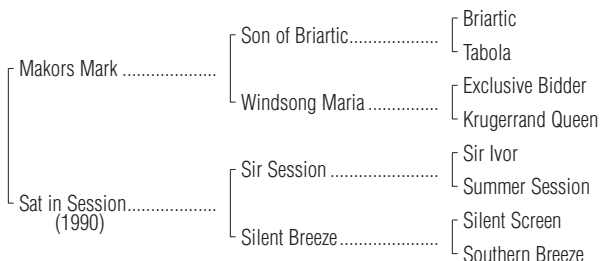 Briartic
Son of Briartic....................
Tabola
Makors Mark .....................
Exclusive Bidder
Windsong Maria ................
Krugerrand Queen
Sir Ivor
Sir Session ........................
Summer Session
Sat in Session....................
(1990)
Silent Screen
Silent Breeze......................
Southern Breeze